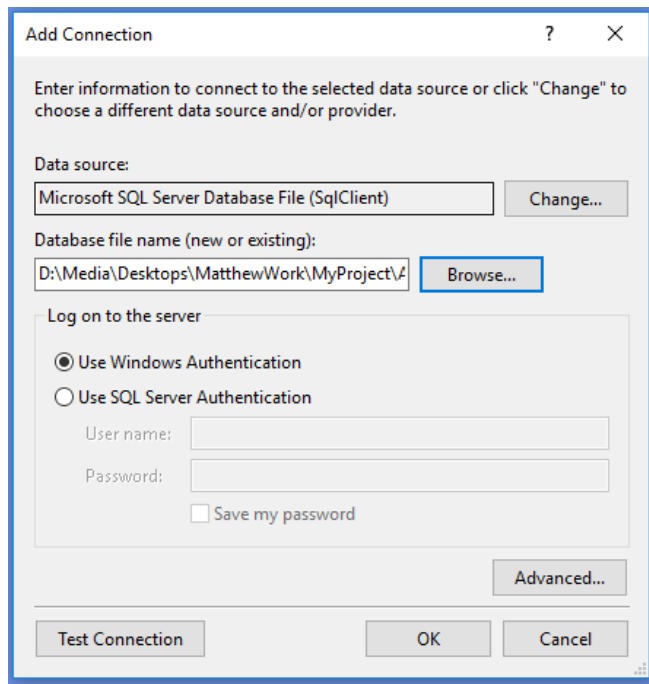 Add Connection
Enter information to connect to the selected data source or click "Change" to
choose a different data source and/or provider.
Data source:
Microsoft SQL Server Database File (SqlClient)
Change...
Database file name (new or existing):
D:\Media\Desktops\MatthewWork\MyProject\A
Browse...
Log on to the server
Use Windows Authentication
Use SQL Server Authentication
User name:
Password:
Save my password
Advanced...
Test Connection
OK
Cancel